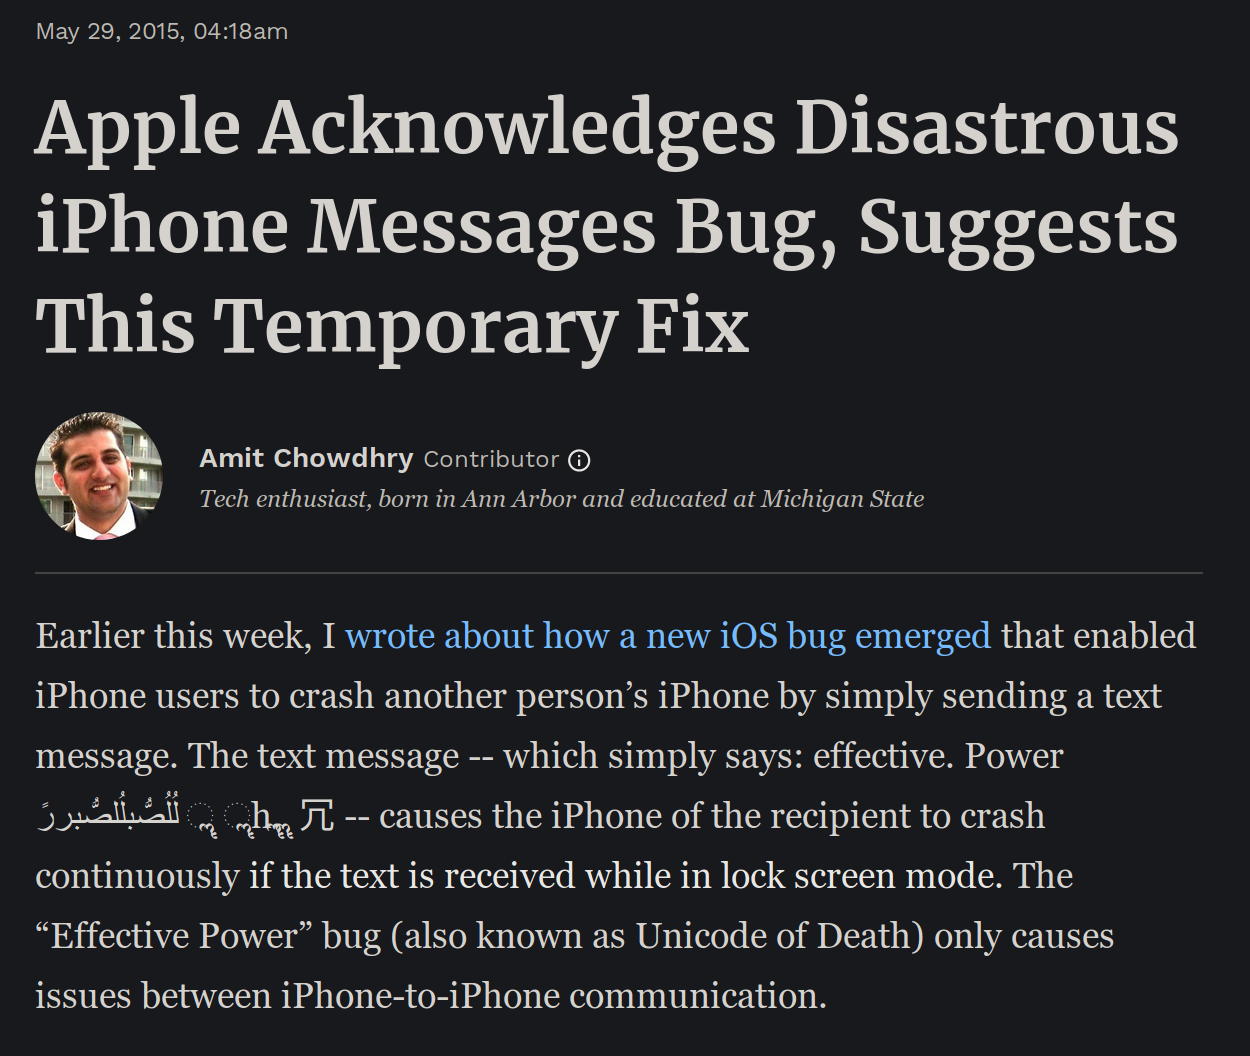 May 29, 2015, 04:18am
Apple Acknowledges Disastrous
iPhone Messages Bug, Suggests
This Temporary Fix
Amit Chowdhry Contributor
Tech enthusiast, born in Ann Arbor and educated at Michigan State
Earlier this week, I wrote about how a new iOS bug emerged that enabled
iPhone users to crash another person’s iPhone by simply sending a text
message. The text message -- which simply says: effective. Power
لُلُصّبُلُلصّبُررً ॣ ॣh ॣ ॣ 冗 -- causes the iPhone of the recipient to crash
continuously if the text is received while in lock screen mode. The
“Effective Power” bug (also known as Unicode of Death) only causes
issues between iPhone-to-iPhone communication.